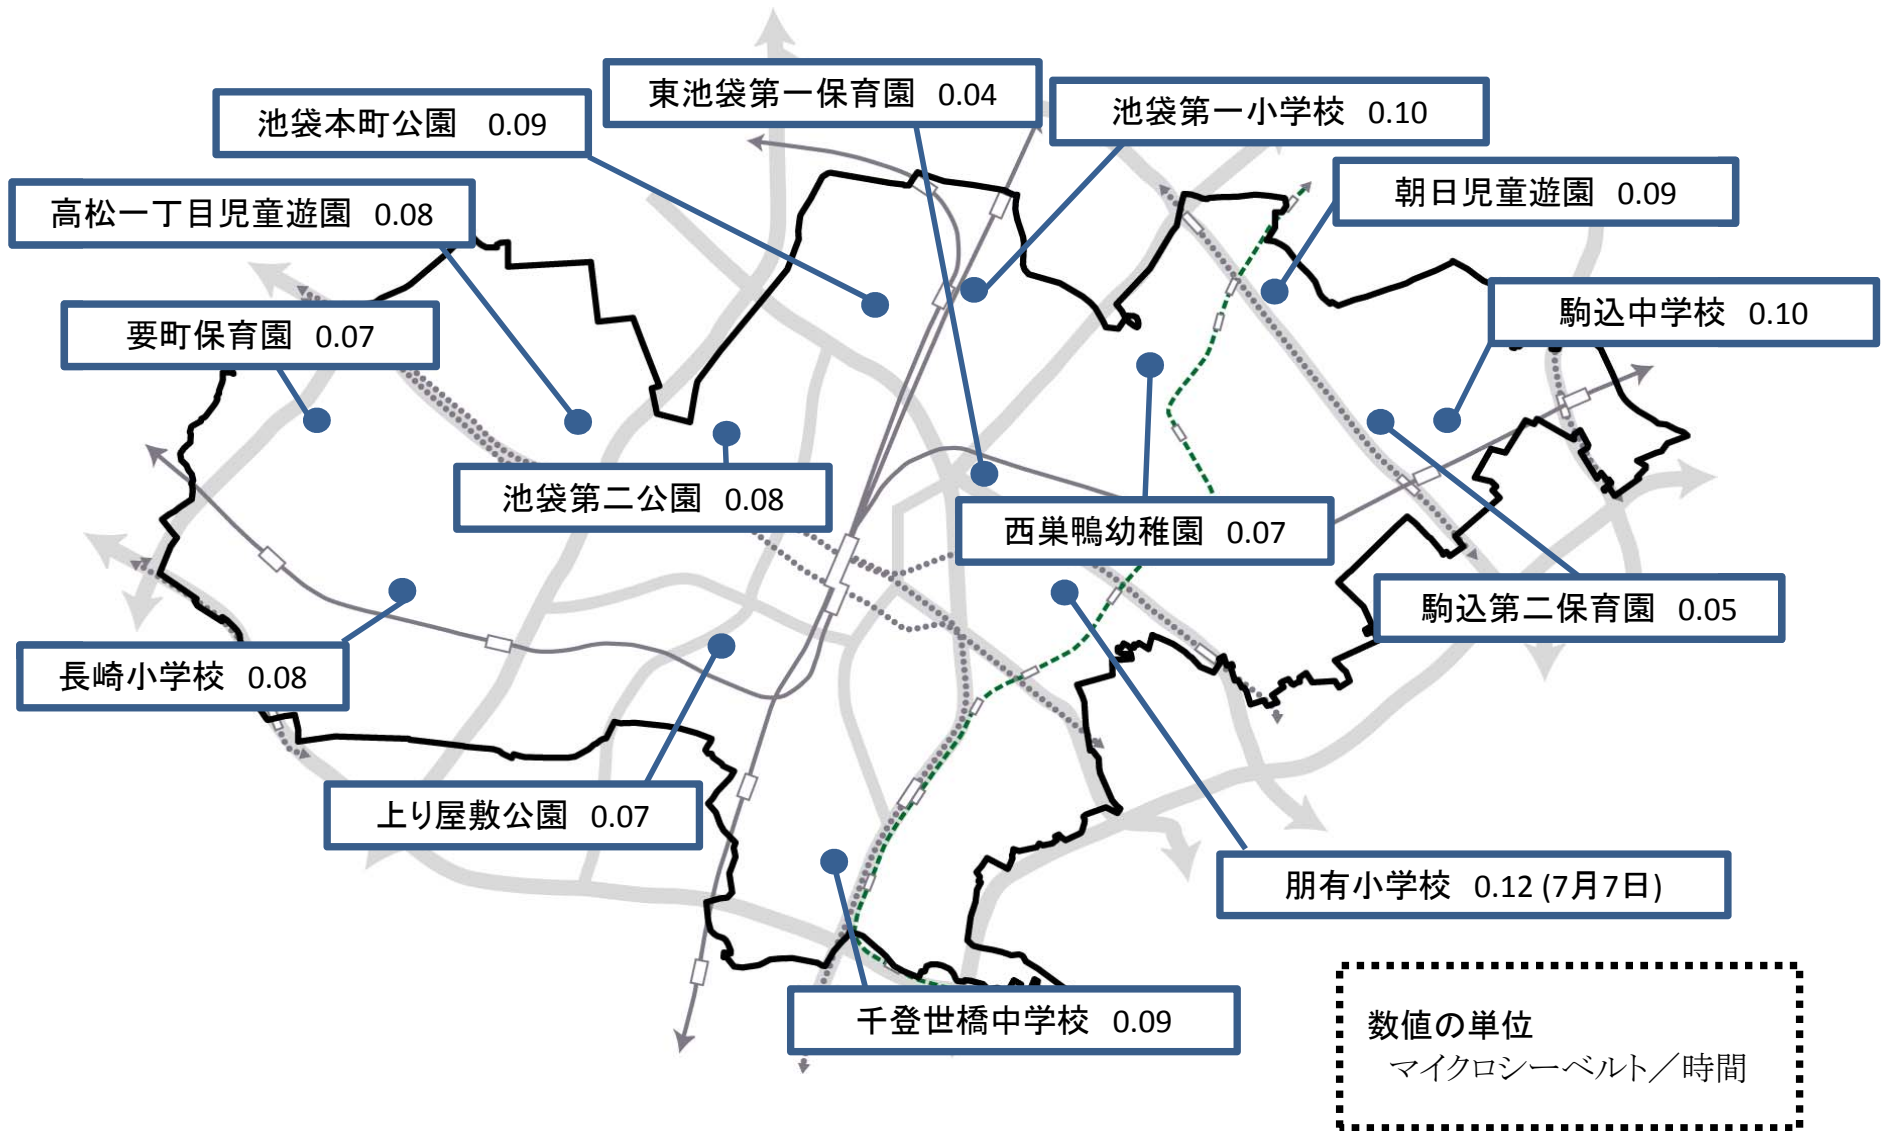 東池袋第一保育園 0.04
池袋本町公園 0.09
池袋第一小学校 0.10
高松一丁目児童遊園 0.08
朝日児童遊園 0.09
要町保育園 0.07
駒込中学校 0.10
池袋第二公園 0.08
西巣鴨幼稚園 0.07
駒込第二保育園 0.05
長崎小学校 0.08
上り屋敷公園 0.07
朋有小学校 0.12 (7月7日)
千登世橋中学校 0.09
数値の単位
マイクロシーベルト／時間